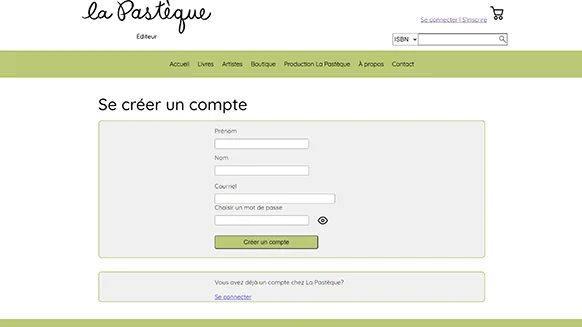 la Pastèque
Éditeur
Se connecter | S'inscrire
ISBN
Accueil Livres Artistes Boutique Production La Pastèque À propos Contact
Se créer un compte
Prénom
Nom
Courriel
Choisir un mot de passe
Créer un compte
Vous avez déjà un compte chez La Pastèque?
Se connecter